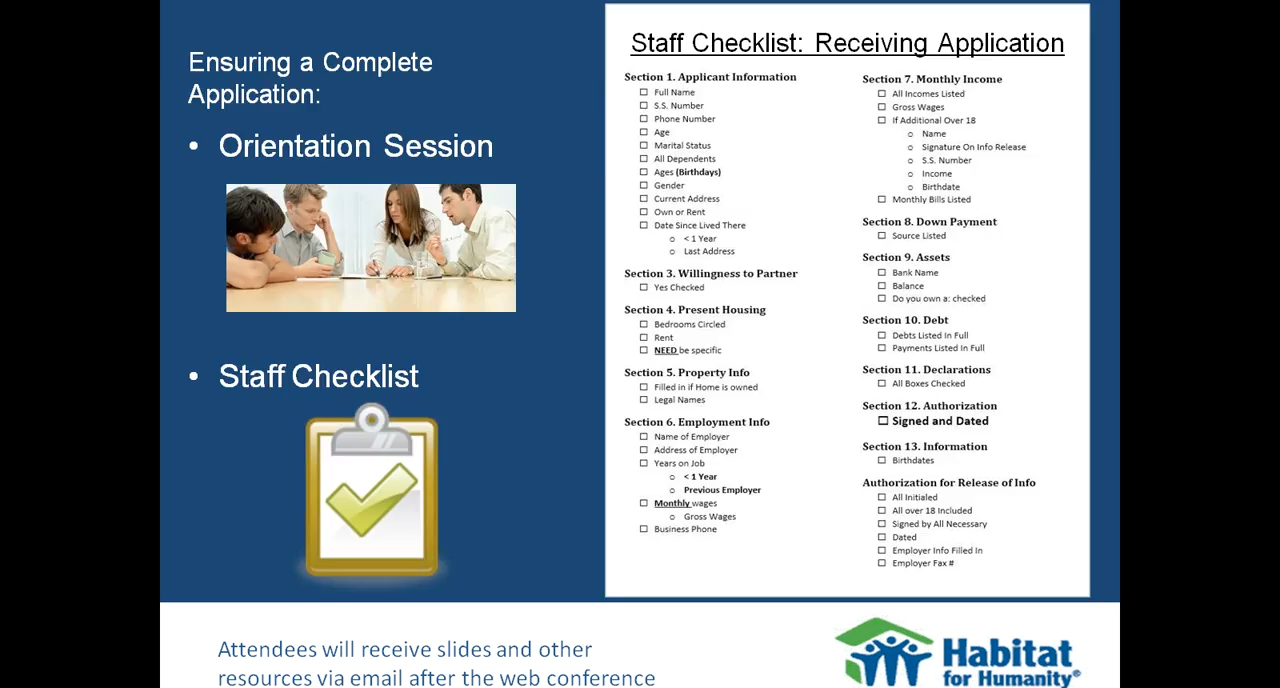 Ensuring a Complete
Application:
• Orientation Session
• Staff Checklist
Staff Checklist: Receiving Application
Section 1. Applicant Information
☐ Full Name
☐ S.S. Number
☐ Phone Number
☐ Age
☐ Marital Status
☐ All Dependents
☐ Ages (Birthdays)
☐ Gender
☐ Current Address
☐ Own or Rent
☐ Date Since Lived There
o < 1 Year
o Last Address
Section 3. Willingness to Partner
☐ Yes Checked
Section 4. Present Housing
☐ Bedrooms Circled
☐ Rent
☐ NEED be specific
Section 5. Property Info
☐ Filled in if Home is owned
☐ Legal Names
Section 6. Employment Info
☐ Name of Employer
☐ Address of Employer
☐ Years on Job
o < 1 Year
o Previous Employer
☐ Monthly wages
o Gross Wages
☐ Business Phone
Section 7. Monthly Income
☐ All Incomes Listed
☐ Gross Wages
☐ If Additional Over 18
o Name
o Signature On Info Release
o S.S. Number
o Income
o Birthdate
☐ Monthly Bills Listed
Section 8. Down Payment
☐ Source Listed
Section 9. Assets
☐ Bank Name
☐ Balance
☐ Do you own a: checked
Section 10. Debt
☐ Debts Listed In Full
☐ Payments Listed In Full
Section 11. Declarations
☐ All Boxes Checked
Section 12. Authorization
☐ Signed and Dated
Section 13. Information
☐ Birthdates
Authorization for Release of Info
☐ All Initialed
☐ All over 18 Included
☐ Signed by All Necessary
☐ Dated
☐ Employer Info Filled In
☐ Employer Fax #
Attendees will receive slides and other
resources via email after the web conference
Habitat
for Humanity®